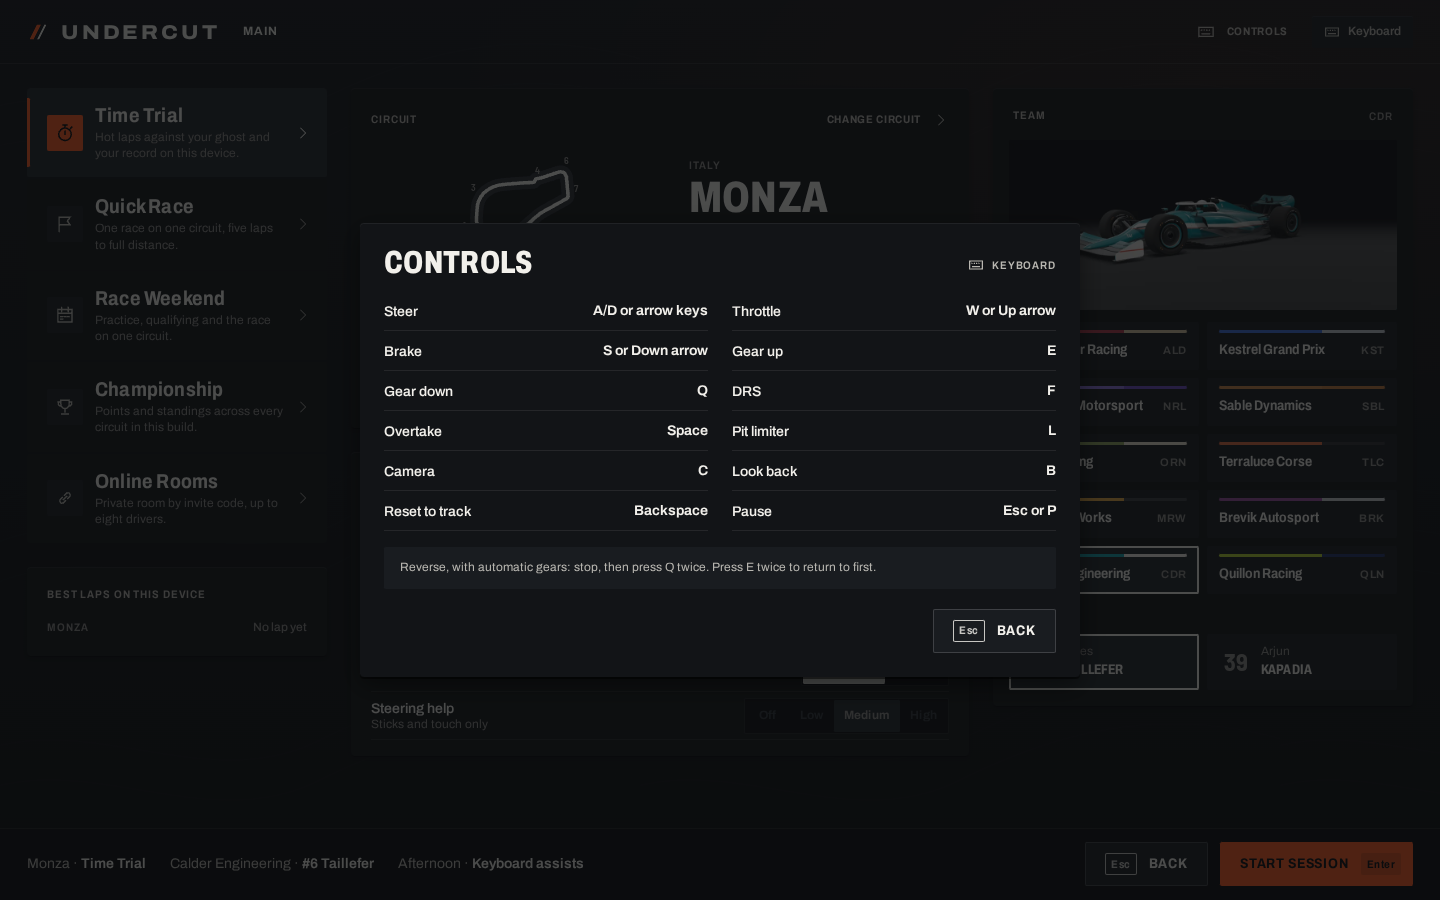 UNDERCUT
MAIN
CONTROLS
Keyboard
Time Trial
Hot laps against your ghost and
your record on this device.
Quick Race
One race on one circuit, five laps
to full distance.
Race Weekend
Practice, qualifying and the race
on one circuit.
Championship
Points and standings across every
circuit in this build.
Online Rooms
Private room by invite code, up to
eight drivers.
BEST LAPS ON THIS DEVICE
MONZA No lap yet
CIRCUIT
CHANGE CIRCUIT
3
4
6
7
ITALY
MONZA
TEAM
CDR
CONTROLS
KEYBOARD
Steer A/D or arrow keys
Throttle W or Up arrow
Brake S or Down arrow
Gear up E
Gear down Q
DRS F
Overtake Space
Pit limiter L
Camera C
Look back B
Reset to track Backspace
Pause Esc or P
Reverse, with automatic gears: stop, then press Q twice. Press E twice to return to first.
Esc BACK
Racing ALD
Kestrel Grand Prix KST
Motorsport NRL
Sable Dynamics SBL
ORN
Terraluce Corse TLC
MRW
Brevik Autosport BRK
CDR
Quillon Racing QLN
39
Arjun
KAPADIA
Steering help
Sticks and touch only
Off Low Medium High
Monza · Time Trial
Calder Engineering · #6 Taillefer
Afternoon · Keyboard assists
Esc BACK
START SESSION Enter